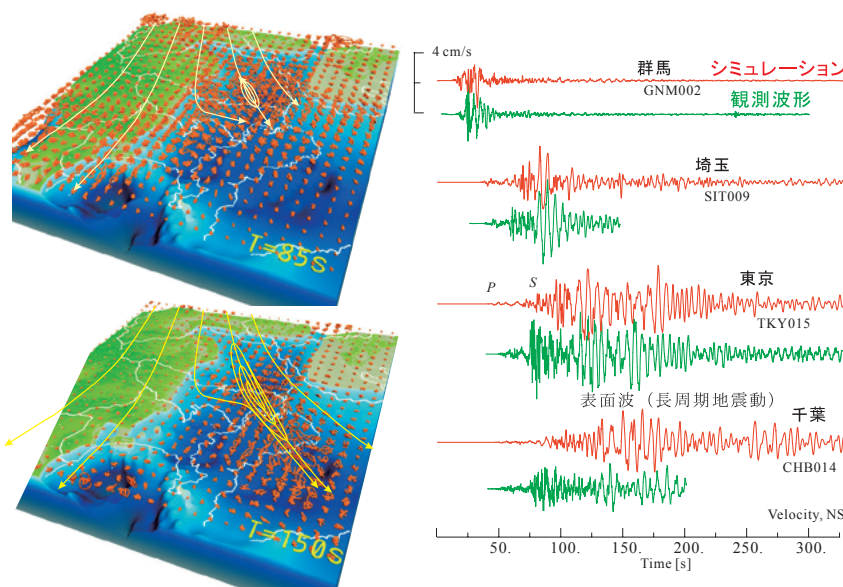 T=85S
T=150S
4 cm/s
群馬
シミュレーション
GNM002
観測波形
埼玉
SIT009
P
S
東京
TKY015
表面波（長周期地震動）
千葉
CHB014
Velocity, NS
50. 100. 150. 200. 250. 300.
Time [s]